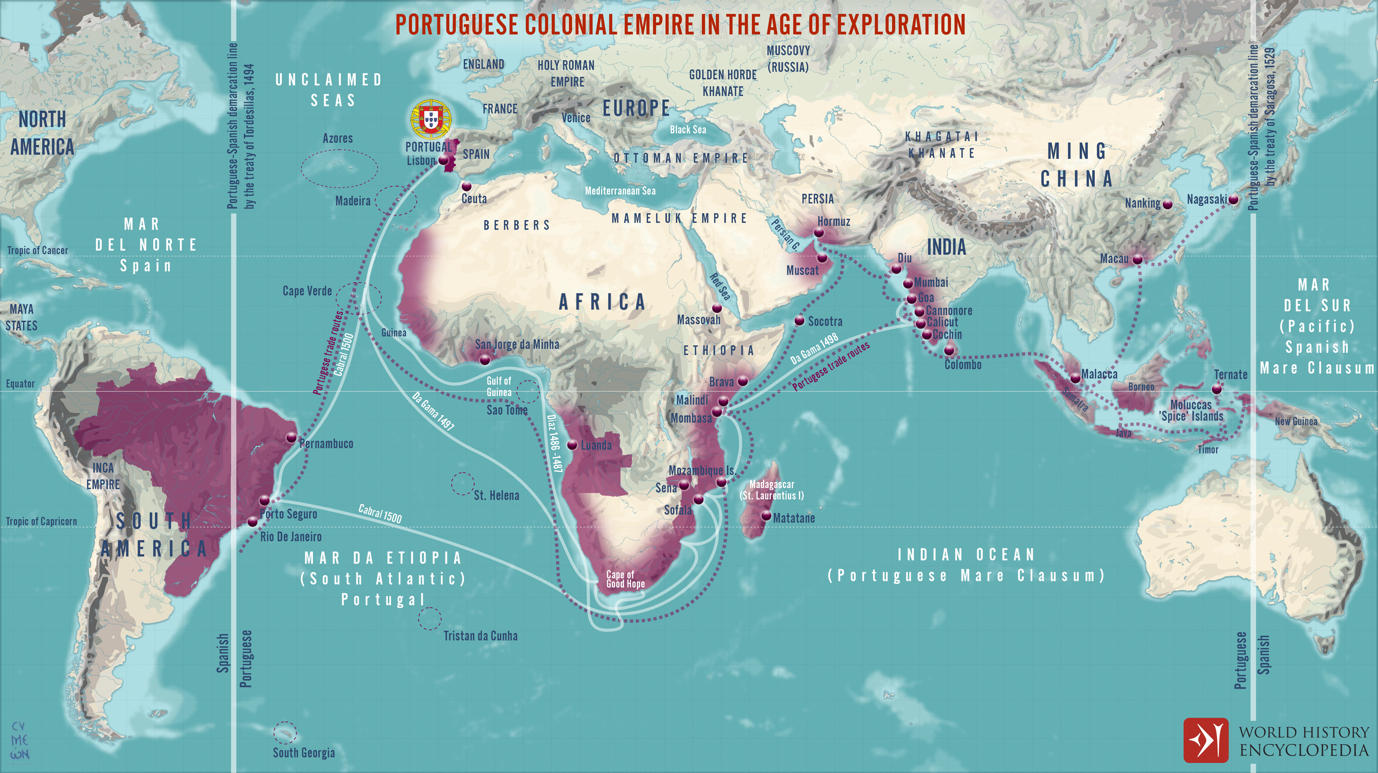 PORTUGUESE COLONIAL EMPIRE IN THE AGE OF EXPLORATION
UNCLAIMED
SEAS
NORTH
AMERICA
Portuguese-Spanish demarcation line
by the treaty of Tordesillas, 1494
ENGLAND
HOLY ROMAN
EMPIRE
MUSCOVY
(RUSSIA)
GOLDEN HORDE
KHANATE
FRANCE
Venice
EUROPE
Black Sea
PORTUGAL
Lisbon
SPAIN
OTTOMAN EMPIRE
Azores
Madeira
Ceuta
Mediterranean Sea
KHAGATAI
KHANATE
MING
CHINA
Portuguese-Spanish demarcation line
by the treaty of Saragosa, 1529
PERSIA
Nanking
Nagasaki
MAR
DEL NORTE
Spain
Tropic of Cancer
BERBERS
MAMELUK EMPIRE
Persian G.
Hormuz
Muscat
INDIA
Diu
Mumbai
Goa
Cannonore
Calicut
Cochin
Colombo
Macau
MAYA
STATES
Cape Verde
Guinea
AFRICA
Red Sea
Massovah
Socotra
MAR
DEL SUR
(Pacific)
Spanish
Mare Clausum
Portugese trade routes
Cabral 1500
San Jorge da Minha
ETHIOPIA
Da Gama 1498
Portugese trade routes
Equator
Gulf of
Guinea
Sao Tome
Brava
Malindi
Mombasa
Malacca
Sumatra
Borneo
Ternate
Moluccas
'Spice' Islands
Java
Timor
New Guinea
Da Gama 1497
Diaz 1486 -1487
Pernambuco
Luanda
INCA
EMPIRE
St. Helena
Mozambique Is.
Sena
Sofala
Madagascar
(St. Laurentius I)
Matatane
Porto Seguro
Rio De Janeiro
Cabral 1500
Tropic of Capricorn
SOUTH
AMERICA
MAR DA ETIOPIA
(South Atlantic)
Portugal
Cape of
Good Hope
INDIAN OCEAN
(Portuguese Mare Clausum)
Tristan da Cunha
Spanish
Portuguese
Portuguese
Spanish
South Georgia
WORLD HISTORY
ENCYCLOPEDIA